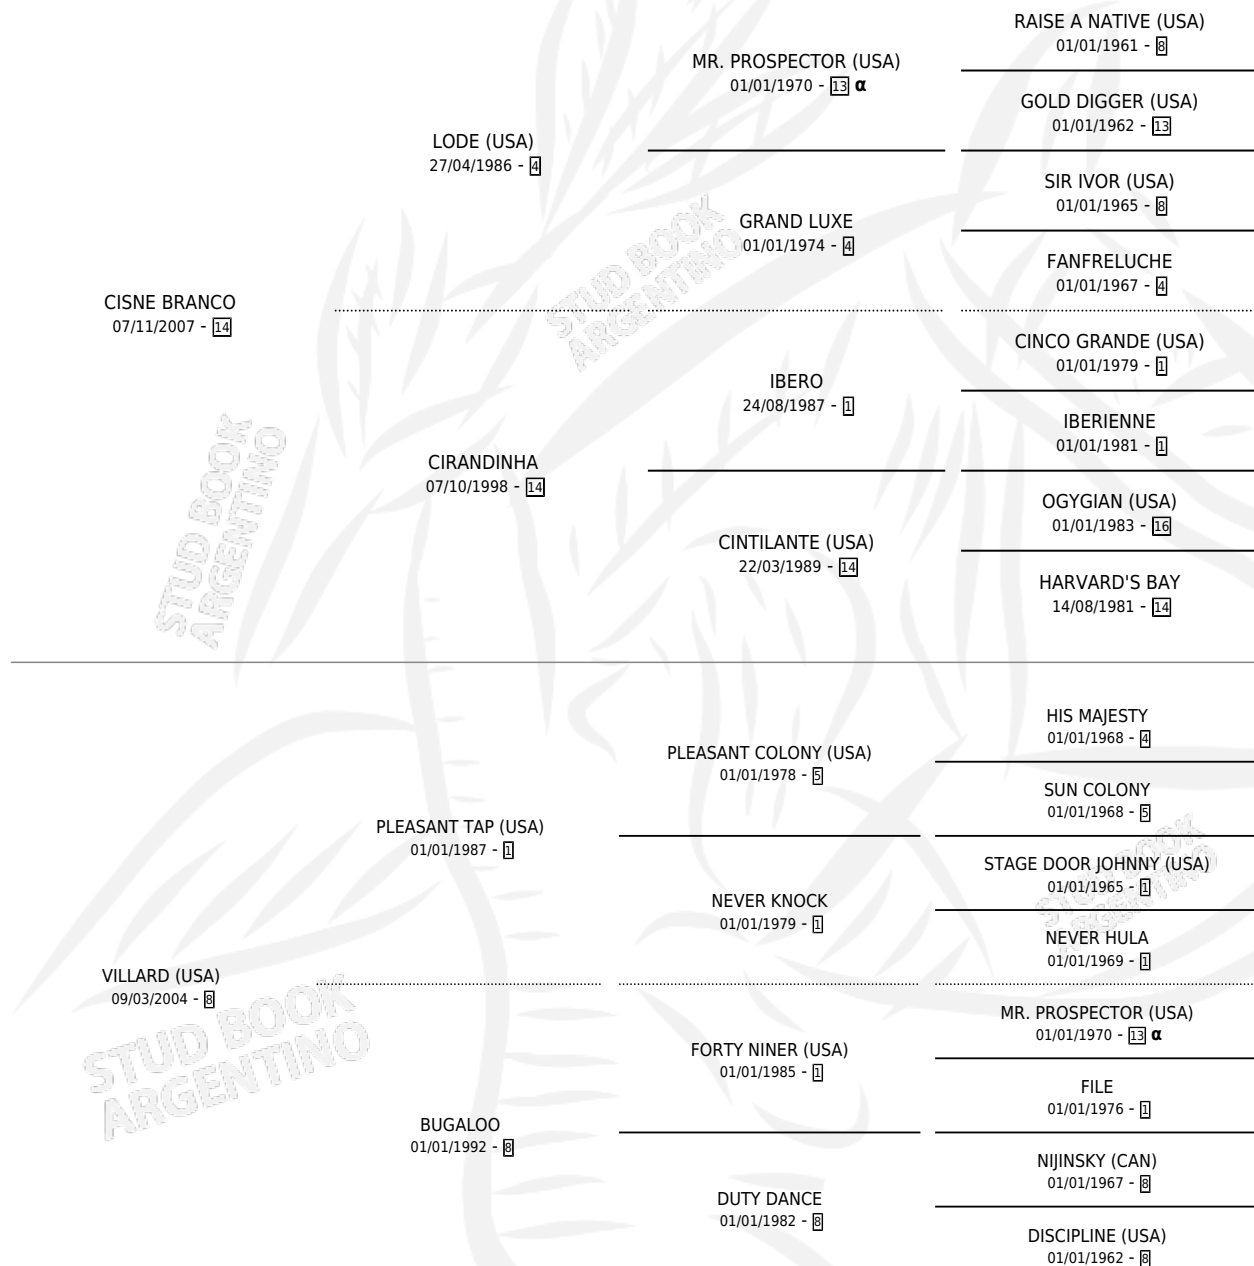 RAISE A NATIVE (USA)
01/01/1961 - 8
MR. PROSPECTOR (USA)
01/01/1970 - 13 α
GOLD DIGGER (USA)
01/01/1962 - 13
LODE (USA)
27/04/1986 - 4
SIR IVOR (USA)
01/01/1965 - 8
GRAND LUXE
01/01/1974 - 4
FANFRELUCHE
01/01/1967 - 4
CISNE BRANCO
07/11/2007 - 14
CINCO GRANDE (USA)
01/01/1979 - 1
IBERO
24/08/1987 - 1
IBERIENNE
01/01/1981 - 1
CIRANDINHA
07/10/1998 - 14
OGYGIAN (USA)
01/01/1983 - 16
CINTILANTE (USA)
22/03/1989 - 14
HARVARD'S BAY
14/08/1981 - 14
HIS MAJESTY
01/01/1968 - 4
PLEASANT COLONY (USA)
01/01/1978 - 5
SUN COLONY
01/01/1968 - 5
PLEASANT TAP (USA)
01/01/1987 - 1
STAGE DOOR JOHNNY (USA)
01/01/1965 - 1
NEVER KNOCK
01/01/1979 - 1
NEVER HULA
01/01/1969 - 1
VILLARD (USA)
09/03/2004 - 8
MR. PROSPECTOR (USA)
01/01/1970 - 13 α
FORTY NINER (USA)
01/01/1985 - 1
FILE
01/01/1976 - 1
BUGALOO
01/01/1992 - 8
NIJINSKY (CAN)
01/01/1967 - 8
DUTY DANCE
01/01/1982 - 8
DISCIPLINE (USA)
01/01/1962 - 8
STUD BOOK
ARGENTINO
STUD BOOK
ARGENTINO
STUD BOOK
ARGENTINO
STUD BOOK
ARGENTINO